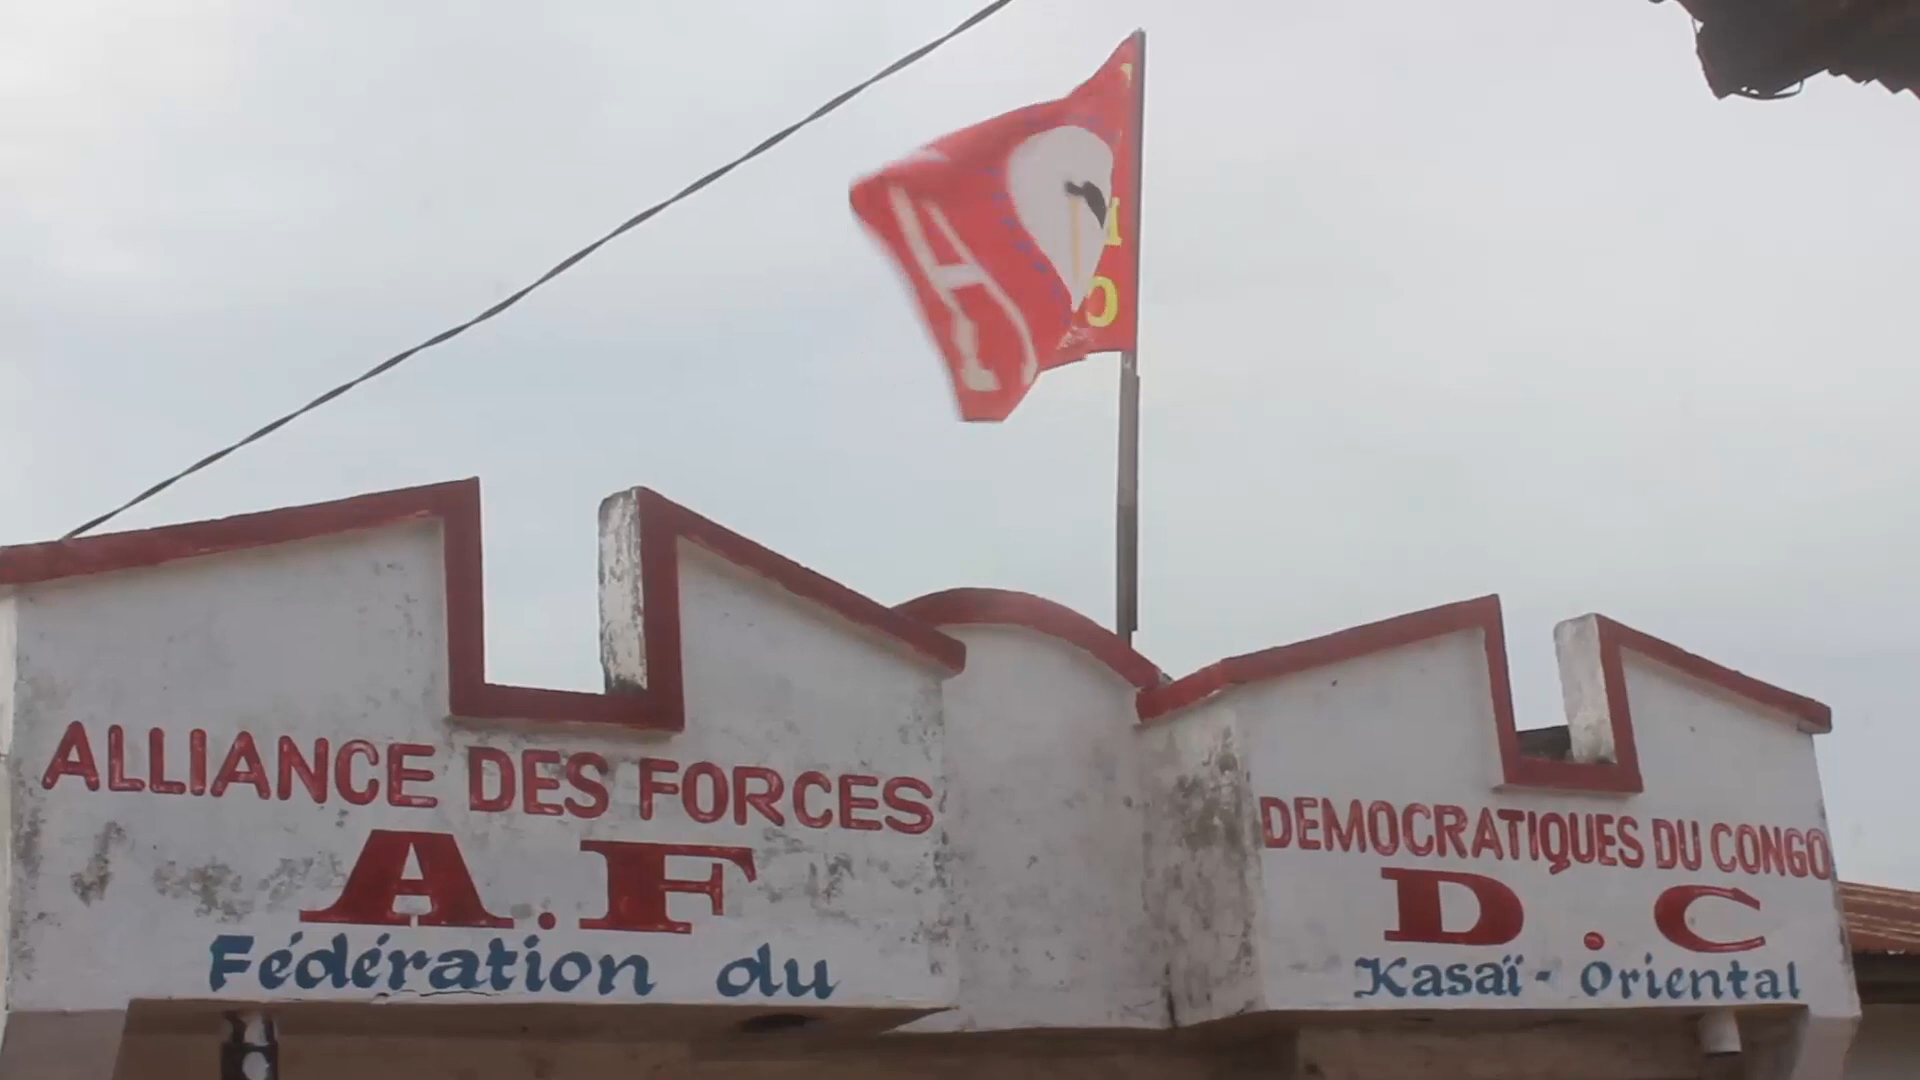 ALLIANCE DES FORCES
A.F
Fédération du
DEMOCRATIQUES DU CONGO
D.C
Kasaï-Oriental